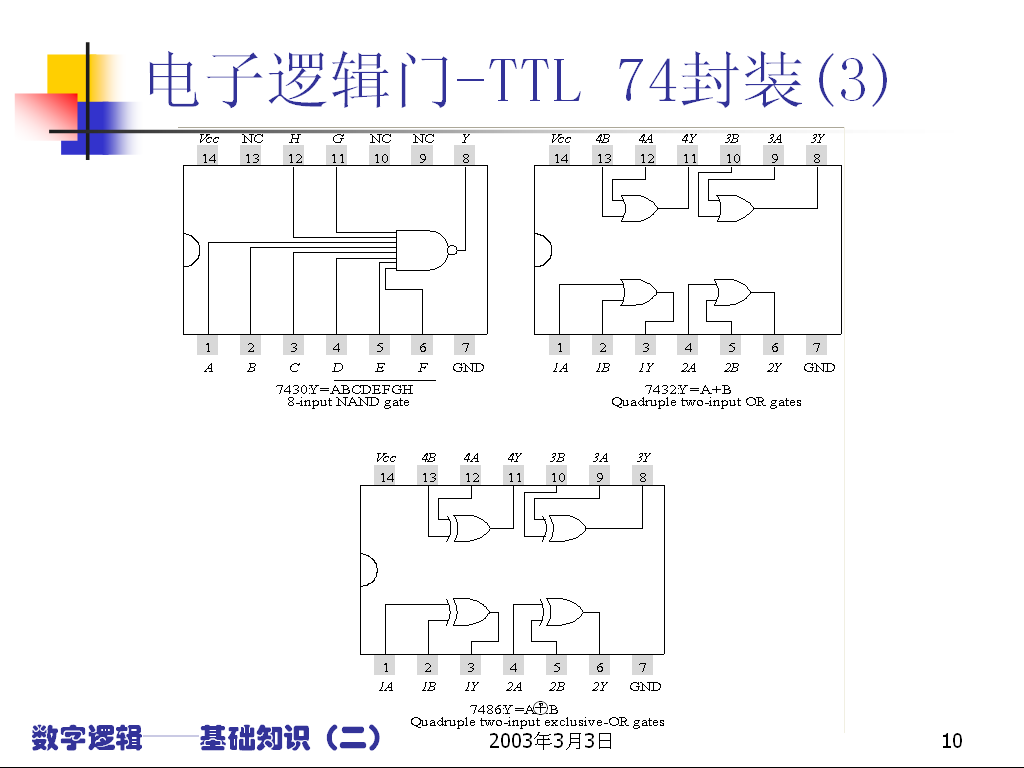 电子逻辑门-TTL 74封装(3)
Vcc NC H G NC NC Y
14 13 12 11 10 9 8
1 2 3 4 5 6 7
A B C D E F GND
7430:Y=ABCDEFGH
8-input NAND gate
Vcc 4B 4A 4Y 3B 3A 3Y
14 13 12 11 10 9 8
1 2 3 4 5 6 7
1A 1B 1Y 2A 2B 2Y GND
7432:Y=A+B
Quadruple two-input OR gates
Vcc 4B 4A 4Y 3B 3A 3Y
14 13 12 11 10 9 8
1 2 3 4 5 6 7
1A 1B 1Y 2A 2B 2Y GND
7486:Y=A⊕B
Quadruple two-input exclusive-OR gates
数字逻辑——基础知识（二）
2003年3月3日
10